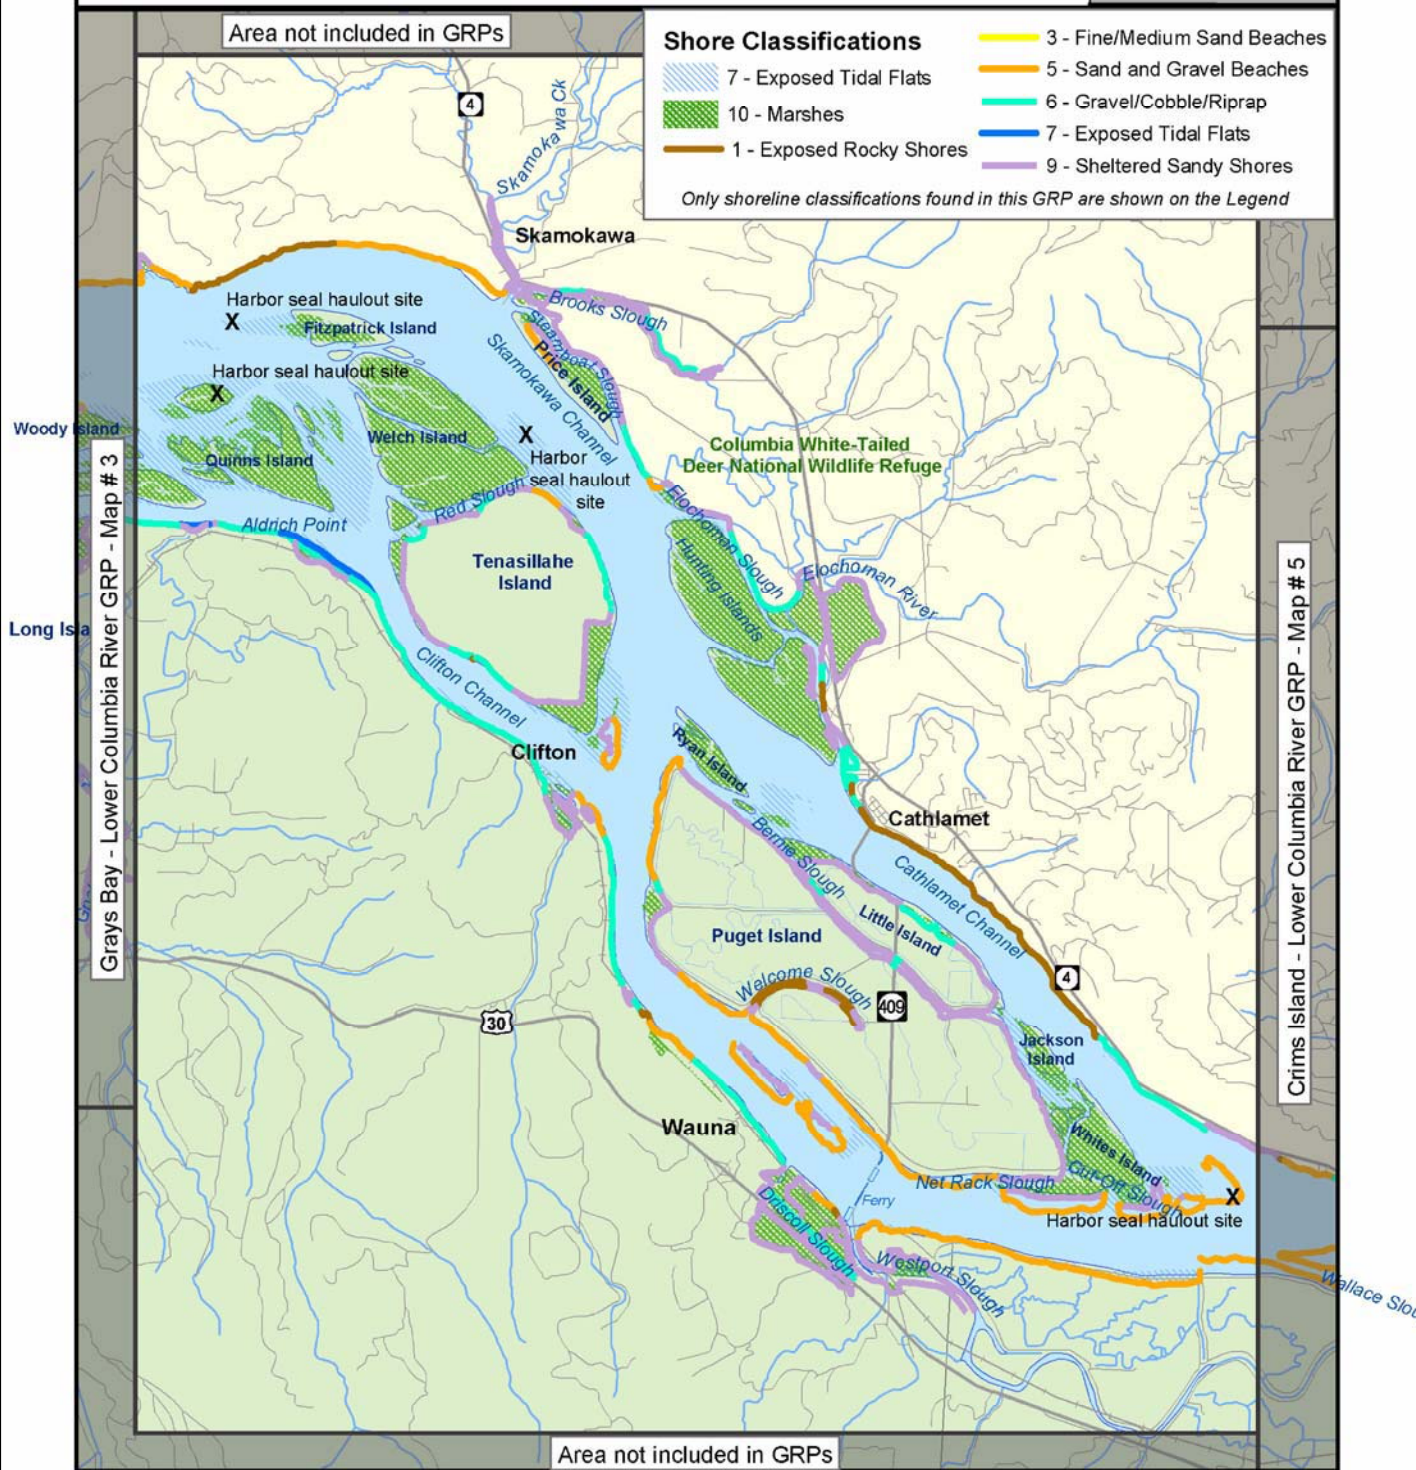 Area not included in GRPs
Shore Classifications
7 - Exposed Tidal Flats
10 - Marshes
1 - Exposed Rocky Shores
3 - Fine/Medium Sand Beaches
5 - Sand and Gravel Beaches
6 - Gravel/Cobble/Riprap
7 - Exposed Tidal Flats
9 - Sheltered Sandy Shores
Only shoreline classifications found in this GRP are shown on the Legend
4
Skamokawa Ck
Skamokawa
Harbor seal haulout site
X
Fitzpatrick Island
Brooks Slough
Steamboat Slough
Price Island
Skamokawa Channel
Harbor seal haulout site
X
Woody Island
Quinns Island
Welch Island
X
Harbor
seal haulout
site
Columbia White-Tailed
Deer National Wildlife Refuge
Red Slough
Aldrich Point
Elochoman Slough
Tenasillahe
Island
Hunting Islands
Elochoman River
Long Isla
Grays Bay - Lower Columbia River GRP - Map # 3
Crims Island - Lower Columbia River GRP - Map # 5
Clifton Channel
Clifton
Ryan Island
Cathlamet
Bernie Slough
Cathlamet Channel
Little Island
Puget Island
Welcome Slough
4
409
30
Jackson
Island
Wauna
Whites Island
Net Rack Slough
Cut-Off Slough
X
Harbor seal haulout site
Ferry
Driscoll Slough
Westport Slough
Wallace Slou
Area not included in GRPs